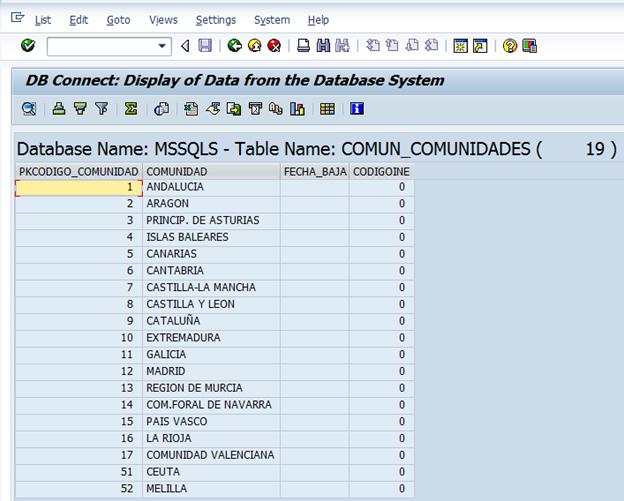 List Edit Goto Views Settings System Help
DB Connect: Display of Data from the Database System
Database Name: MSSQLS - Table Name: COMUN_COMUNIDADES ( 19 )
PKCODIGO_COMUNIDAD COMUNIDAD FECHA_BAJA CODIGOINE
1 ANDALUCIA 0
2 ARAGON 0
3 PRINCIP. DE ASTURIAS 0
4 ISLAS BALEARES 0
5 CANARIAS 0
6 CANTABRIA 0
7 CASTILLA-LA MANCHA 0
8 CASTILLA Y LEON 0
9 CATALUÑA 0
10 EXTREMADURA 0
11 GALICIA 0
12 MADRID 0
13 REGION DE MURCIA 0
14 COM.FORAL DE NAVARRA 0
15 PAIS VASCO 0
16 LA RIOJA 0
17 COMUNIDAD VALENCIANA 0
51 CEUTA 0
52 MELILLA 0